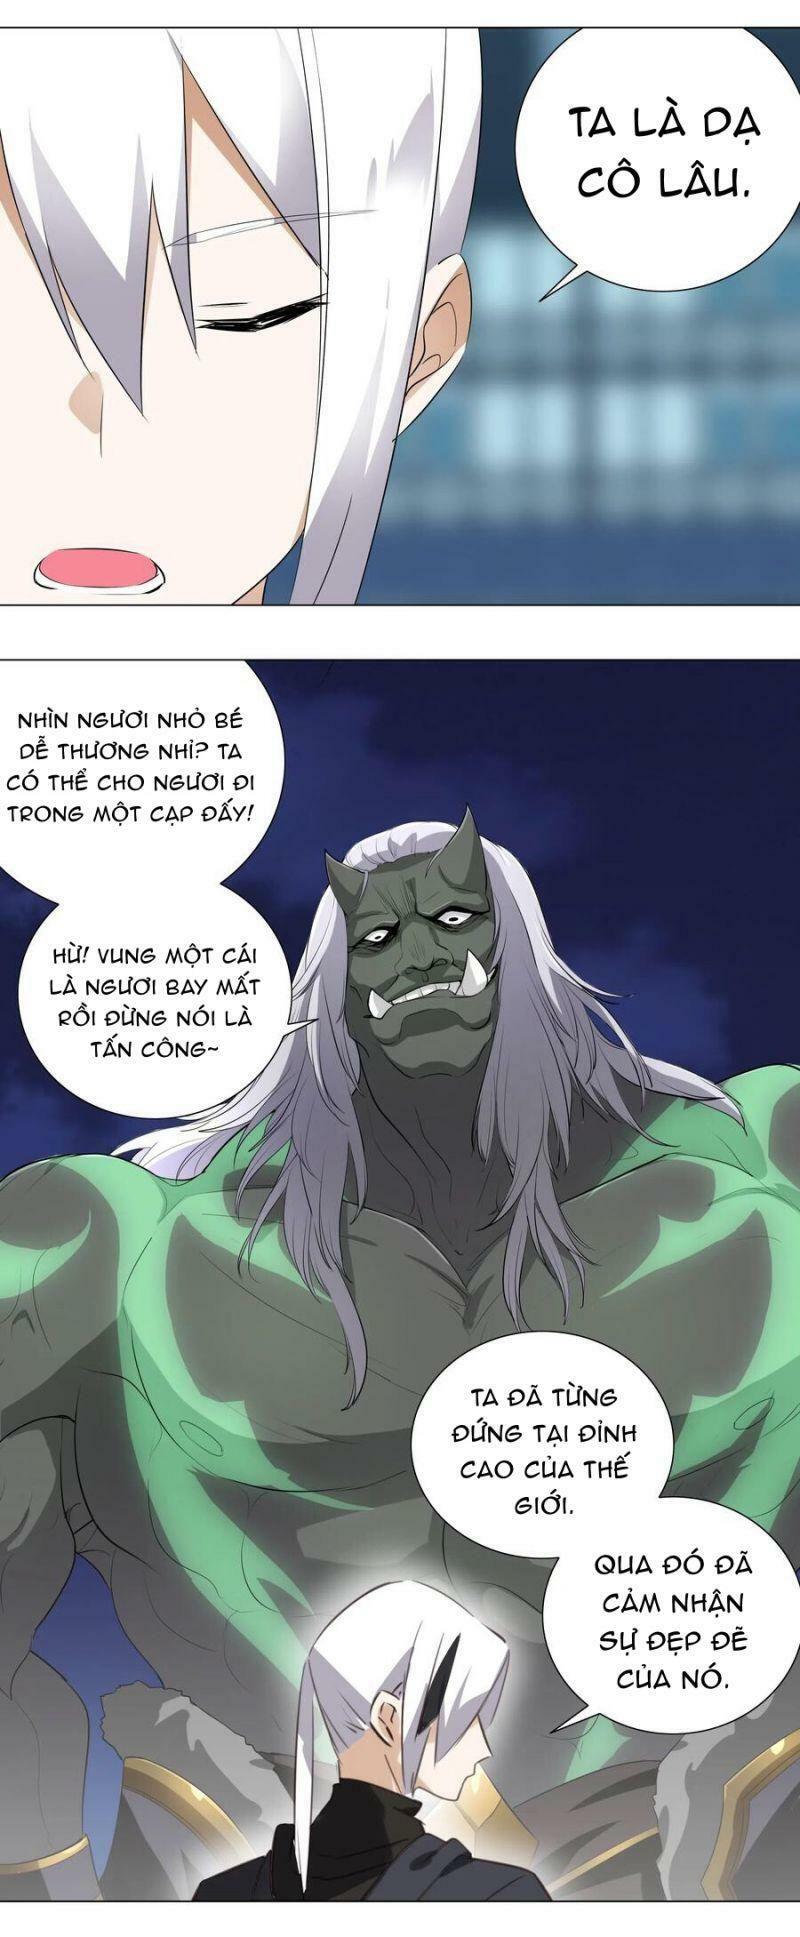 TA LÀ DẠ
CÔ LÂU.
NHÌN NGƯƠI NHỎ BÉ
DỄ THƯƠNG NHỈ? TA
CÓ THỂ CHO NGƯƠI ĐI
TRONG MỘT CẠP ĐẤY!
HỪ! VUNG MỘT CÁI
LÀ NGƯƠI BAY MẤT
RỒI ĐỪNG NÓI LÀ
TẤN CÔNG~
TA ĐÃ TỪNG
ĐỨNG TẠI ĐỈNH
CAO CỦA THẾ
GIỚI.
QUA ĐÓ ĐÃ
CẢM NHẬN
SỰ ĐẸP ĐẼ
CỦA NÓ.